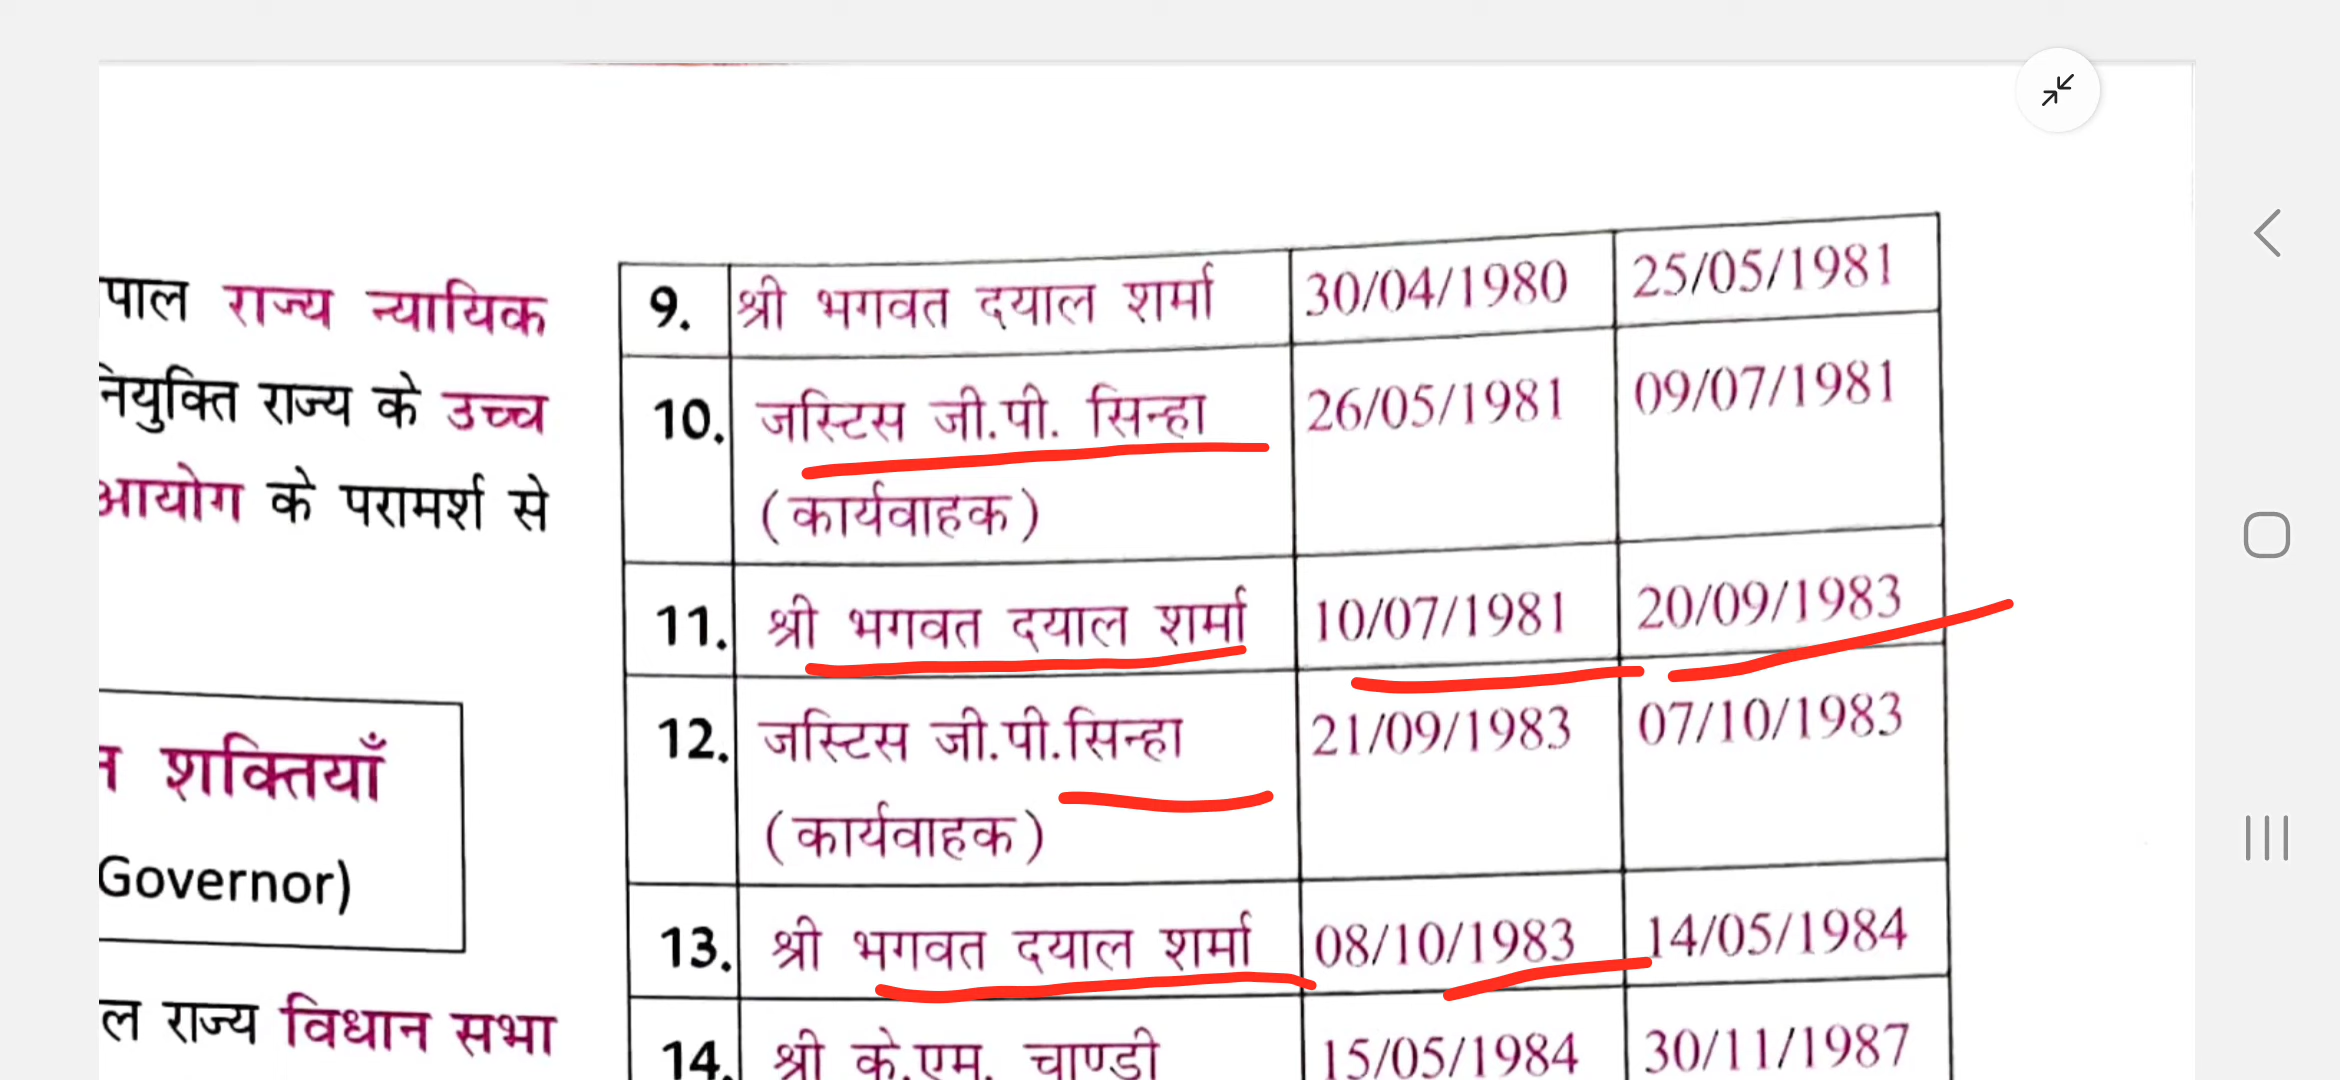 पाल राज्य न्यायिक
नियुक्ति राज्य के उच्च
आयोग के परामर्श से
शक्तियाँ
Governor)
ल राज्य विधान सभा
9. श्री भगवत दयाल शर्मा 30/04/1980 25/05/1981
10. जस्टिस जी.पी. सिन्हा 26/05/1981 09/07/1981
(कार्यवाहक)
11. श्री भगवत दयाल शर्मा 10/07/1981 20/09/1983
12. जस्टिस जी.पी.सिन्हा 21/09/1983 07/10/1983
(कार्यवाहक)
13. श्री भगवत दयाल शर्मा 08/10/1983 14/05/1984
14. श्री के.एम. चाण्डी 15/05/1984 30/11/1987